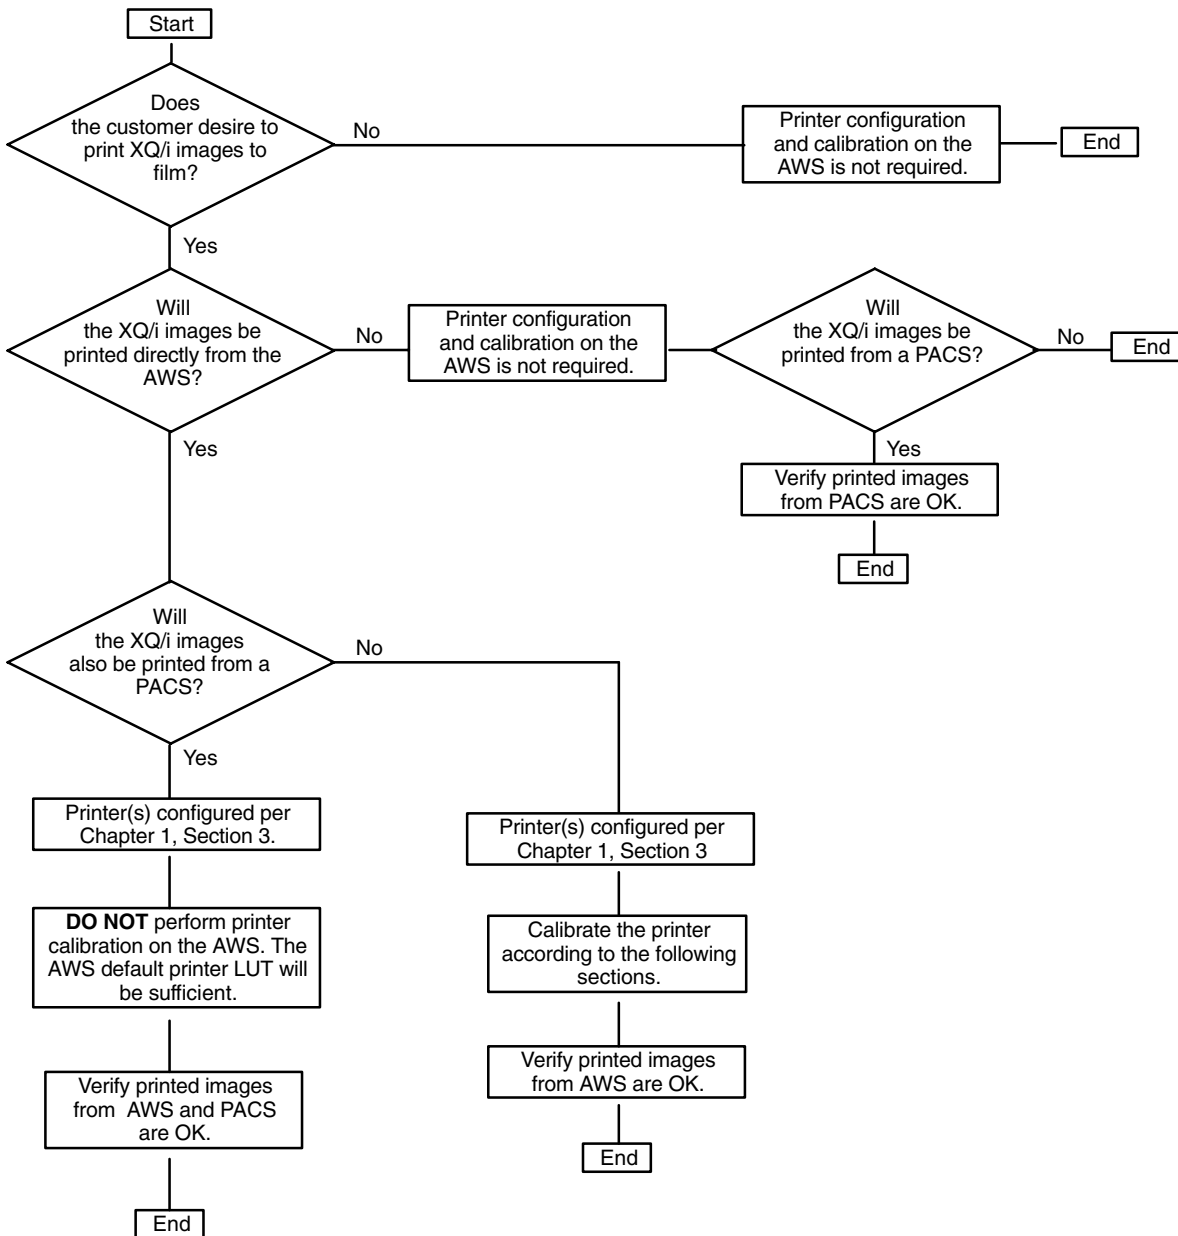 Start
Does
the customer desire to
print XQ/i images to
film?
No
Printer configuration
and calibration on the
AWS is not required.
End
Yes
Will
the XQ/i images be
printed directly from the
AWS?
No
Printer configuration
and calibration on the
AWS is not required.
Will
the XQ/i images be
printed from a PACS?
No
End
Yes
Yes
Verify printed images
from PACS are OK.
End
Will
the XQ/i images
also be printed from a
PACS?
No
Yes
Printer(s) configured per
Chapter 1, Section 3.
DO NOT perform printer
calibration on the AWS. The
AWS default printer LUT will
be sufficient.
Verify printed images
from AWS and PACS
are OK.
End
Printer(s) configured per
Chapter 1, Section 3
Calibrate the printer
according to the following
sections.
Verify printed images
from AWS are OK.
End